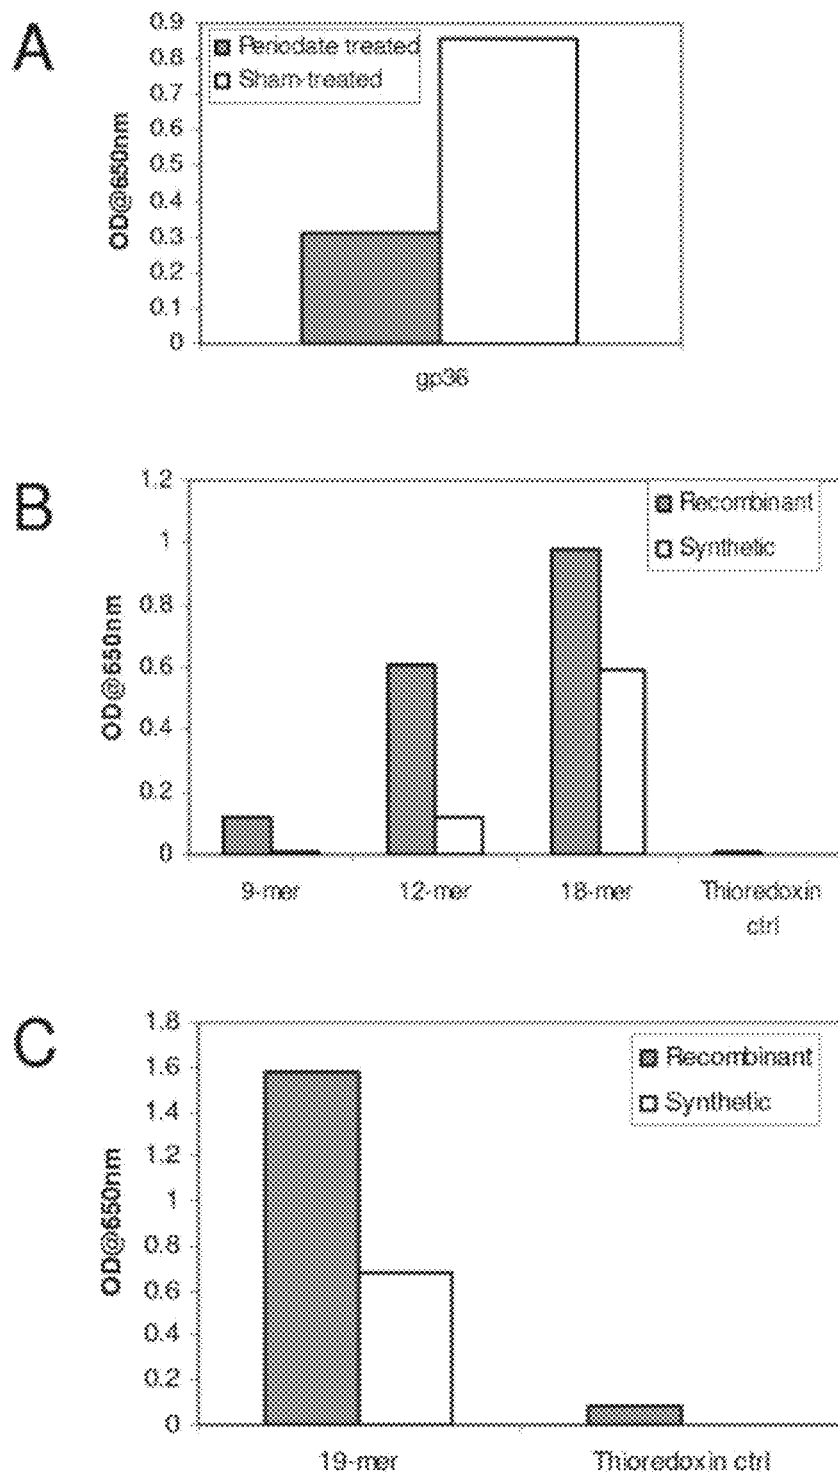 A
OD@650nm
0.9
0.8
0.7
0.6
0.5
0.4
0.3
0.2
0.1
0
Periodate treated
Sham-treated
gp36
B
OD@650nm
1.2
1
0.8
0.6
0.4
0.2
0
Recombinant
Synthetic
9-mer 12-mer 18-mer Thioredoxin
ctrl
C
OD@650nm
1.8
1.6
1.4
1.2
1
0.8
0.6
0.4
0.2
0
Recombinant
Synthetic
19-mer Thioredoxin ctrl